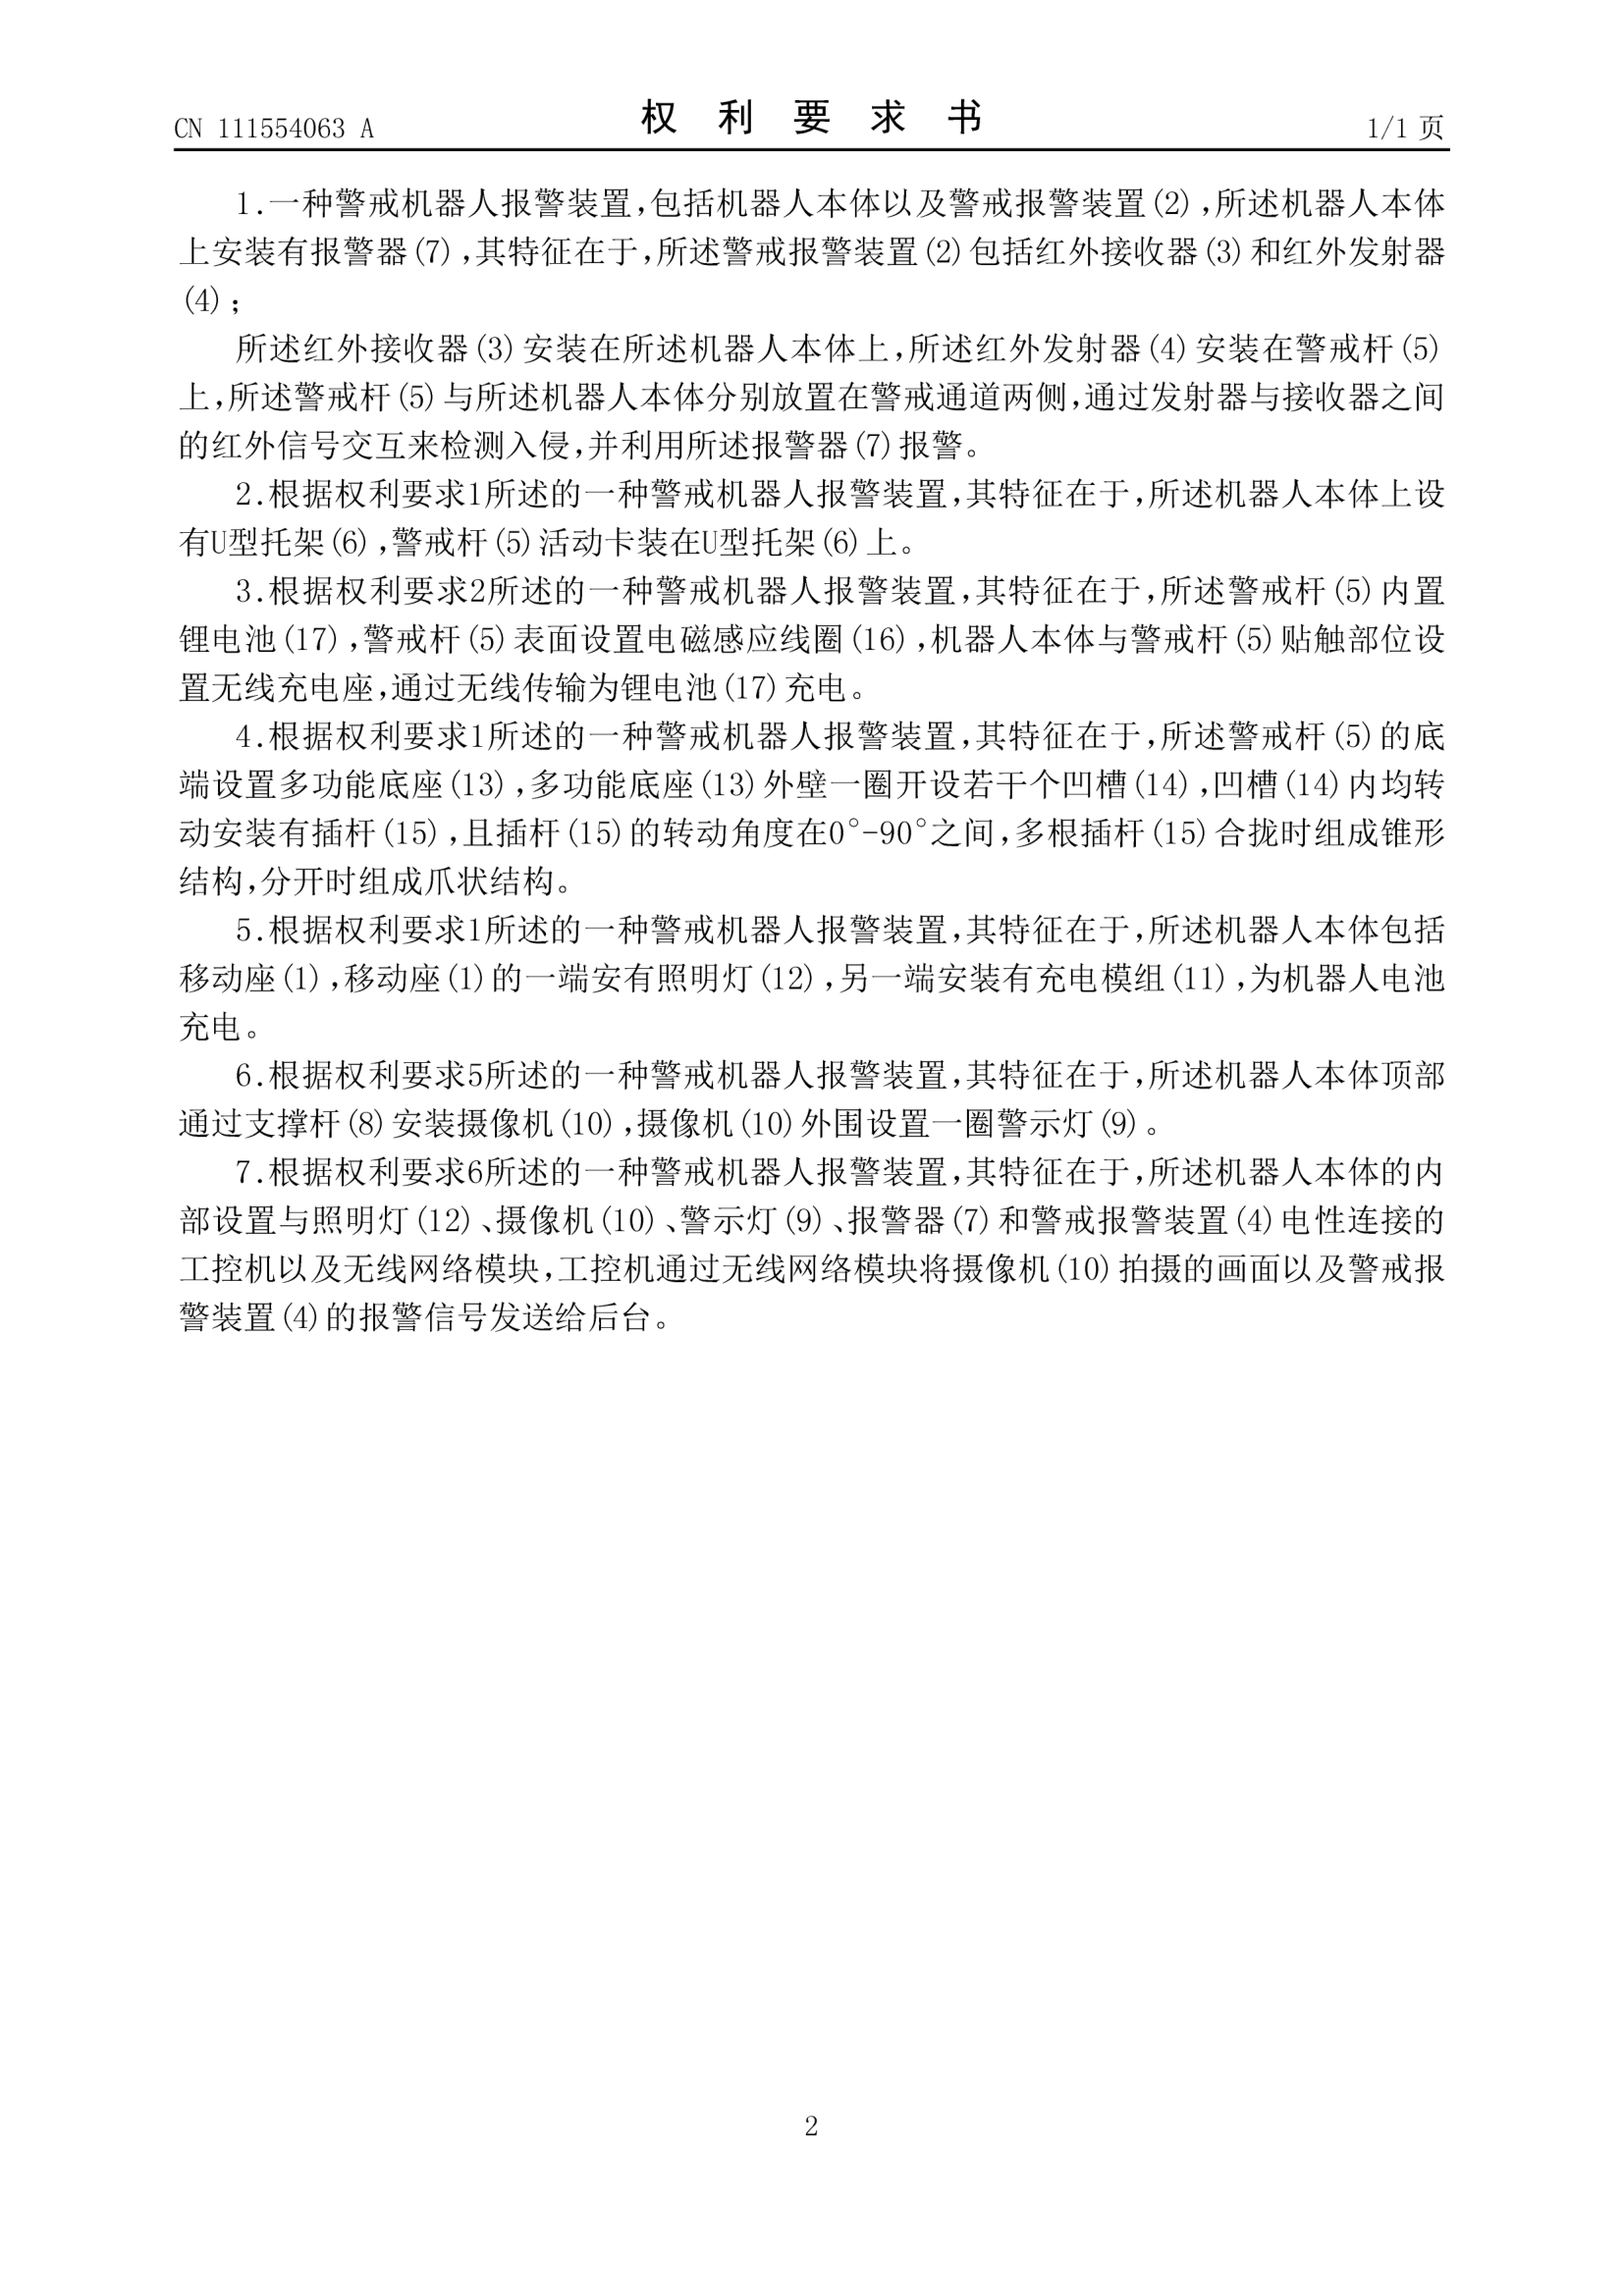 CN 111554063 A
权利要求书
1/1 页
1.一种警戒机器人报警装置,包括机器人本体以及警戒报警装置(2),所述机器人本体
上安装有报警器(7),其特征在于,所述警戒报警装置(2)包括红外接收器(3)和红外发射器
(4);
所述红外接收器(3)安装在所述机器人本体上,所述红外发射器(4)安装在警戒杆(5)
上,所述警戒杆(5)与所述机器人本体分别放置在警戒通道两侧,通过发射器与接收器之间
的红外信号交互来检测入侵,并利用所述报警器(7)报警。
2.根据权利要求1所述的一种警戒机器人报警装置,其特征在于,所述机器人本体上设
有U型托架(6),警戒杆(5)活动卡装在U型托架(6)上。
3.根据权利要求2所述的一种警戒机器人报警装置,其特征在于,所述警戒杆(5)内置
锂电池(17),警戒杆(5)表面设置电磁感应线圈(16),机器人本体与警戒杆(5)贴触部位设
置无线充电座,通过无线传输为锂电池(17)充电。
4.根据权利要求1所述的一种警戒机器人报警装置,其特征在于,所述警戒杆(5)的底
端设置多功能底座(13),多功能底座(13)外壁一圈开设若干个凹槽(14),凹槽(14)内均转
动安装有插杆(15),且插杆(15)的转动角度在0°-90°之间,多根插杆(15)合拢时组成锥形
结构,分开时组成爪状结构。
5.根据权利要求1所述的一种警戒机器人报警装置,其特征在于,所述机器人本体包括
移动座(1),移动座(1)的一端安有照明灯(12),另一端安装有充电模组(11),为机器人电池
充电。
6.根据权利要求5所述的一种警戒机器人报警装置,其特征在于,所述机器人本体顶部
通过支撑杆(8)安装摄像机(10),摄像机(10)外围设置一圈警示灯(9)。
7.根据权利要求6所述的一种警戒机器人报警装置,其特征在于,所述机器人本体的内
部设置与照明灯(12)、摄像机(10)、警示灯(9)、报警器(7)和警戒报警装置(4)电性连接的
工控机以及无线网络模块,工控机通过无线网络模块将摄像机(10)拍摄的画面以及警戒报
警装置(4)的报警信号发送给后台。
2